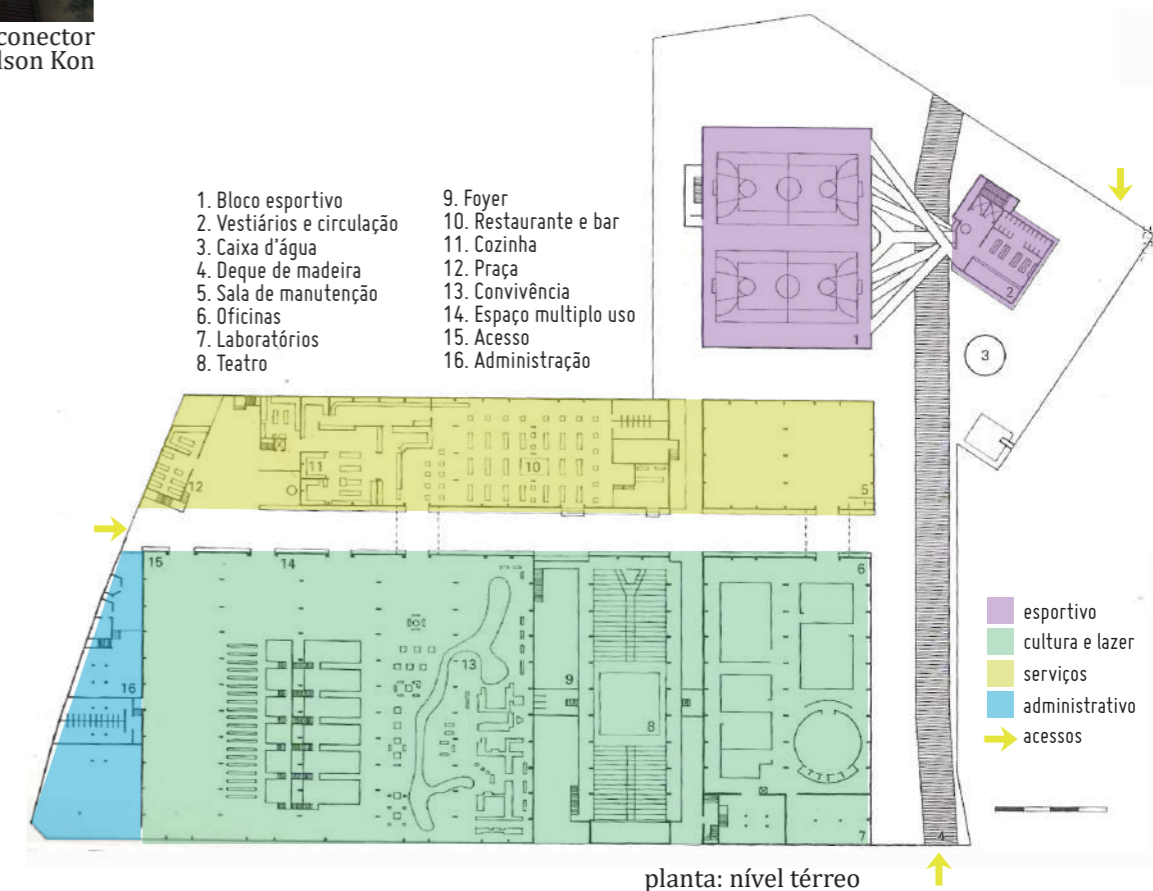 conector
lson Kon
1. Bloco esportivo
2. Vestiários e circulação
3. Caixa d'água
4. Deque de madeira
5. Sala de manutenção
6. Oficinas
7. Laboratórios
8. Teatro
9. Foyer
10. Restaurante e bar
11. Cozinha
12. Praça
13. Convivência
14. Espaço multiplo uso
15. Acesso
16. Administração
1
2
3
11
10
12
5
15
14
6
13
16
9
8
7
4
esportivo
cultura e lazer
serviços
administrativo
acessos
planta: nível térreo